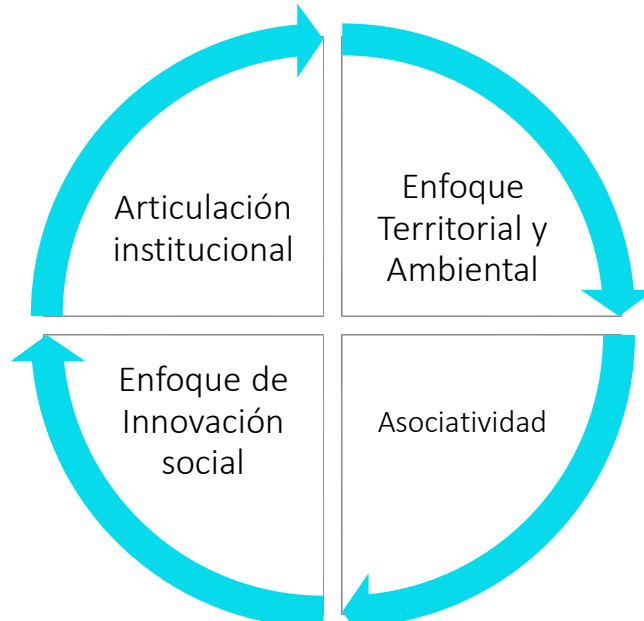 Articulación
institucional
Enfoque
Territorial y
Ambiental
Enfoque de
Innovación
social
Asociatividad